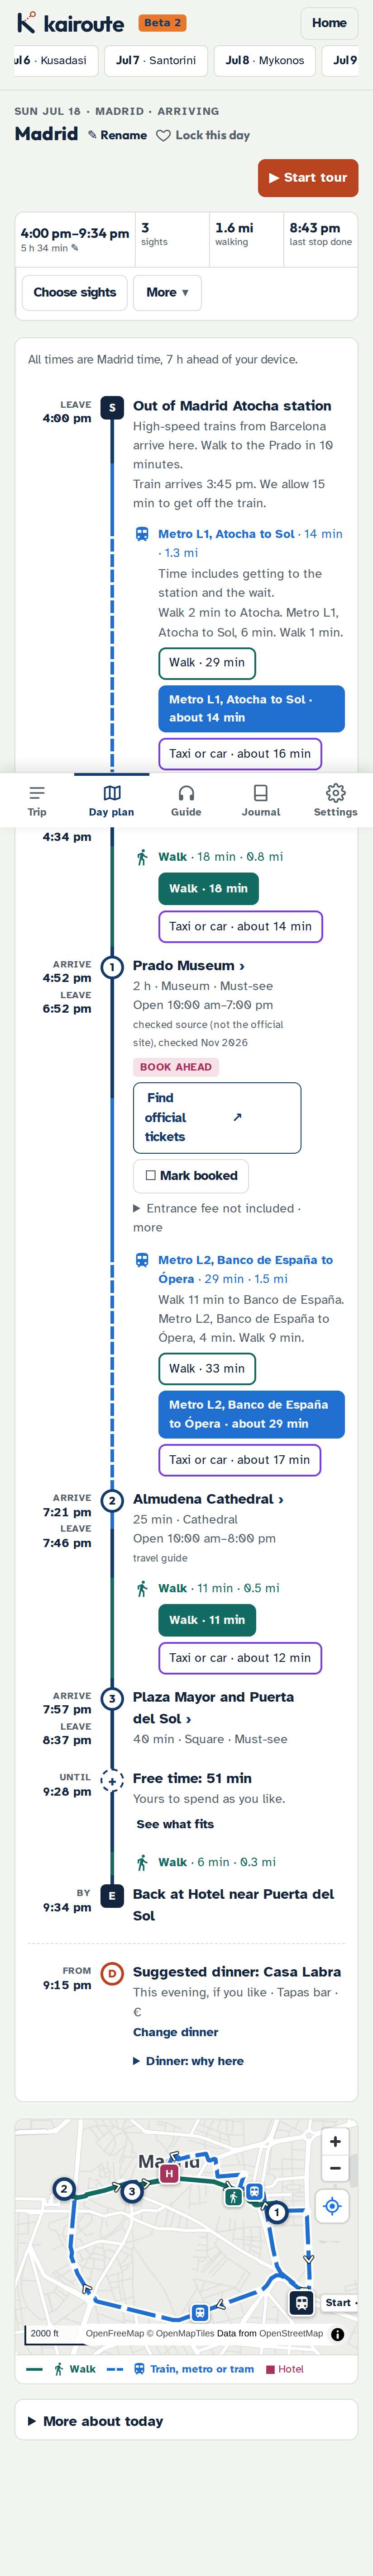 kairoute
Beta 2
Home
ul 6 · Kusadasi
Jul 7 · Santorini
Jul 8 · Mykonos
Jul 9
SUN JUL 18 · MADRID · ARRIVING
Madrid ✎ Rename ♡ Lock this day
▶ Start tour
4:00 pm–9:34 pm
5 h 34 min ✎
3
sights
1.6 mi
walking
8:43 pm
last stop done
Choose sights
More ▼
All times are Madrid time, 7 h ahead of your device.
LEAVE
4:00 pm
S
Out of Madrid Atocha station
High-speed trains from Barcelona
arrive here. Walk to the Prado in 10
minutes.
Train arrives 3:45 pm. We allow 15
min to get off the train.
Metro L1, Atocha to Sol · 14 min
· 1.3 mi
Time includes getting to the
station and the wait.
Walk 2 min to Atocha. Metro L1,
Atocha to Sol, 6 min. Walk 1 min.
Walk · 29 min
Metro L1, Atocha to Sol ·
about 14 min
Taxi or car · about 16 min
Trip
Day plan
Guide
Journal
Settings
4:34 pm
Walk · 18 min · 0.8 mi
Walk · 18 min
Taxi or car · about 14 min
ARRIVE
4:52 pm
LEAVE
6:52 pm
1
Prado Museum ›
2 h · Museum · Must-see
Open 10:00 am–7:00 pm
checked source (not the official
site), checked Nov 2026
BOOK AHEAD
Find
official
tickets
↗
☐ Mark booked
▶ Entrance fee not included ·
more
Metro L2, Banco de España to
Ópera · 29 min · 1.5 mi
Walk 11 min to Banco de España.
Metro L2, Banco de España to
Ópera, 4 min. Walk 9 min.
Walk · 33 min
Metro L2, Banco de España
to Ópera · about 29 min
Taxi or car · about 17 min
ARRIVE
7:21 pm
LEAVE
7:46 pm
2
Almudena Cathedral ›
25 min · Cathedral
Open 10:00 am–8:00 pm
travel guide
Walk · 11 min · 0.5 mi
Walk · 11 min
Taxi or car · about 12 min
ARRIVE
7:57 pm
LEAVE
8:37 pm
3
Plaza Mayor and Puerta
del Sol ›
40 min · Square · Must-see
UNTIL
9:28 pm
+
Free time: 51 min
Yours to spend as you like.
See what fits
Walk · 6 min · 0.3 mi
BY
9:34 pm
E
Back at Hotel near Puerta del
Sol
FROM
9:15 pm
D
Suggested dinner: Casa Labra
This evening, if you like · Tapas bar ·
€
Change dinner
▶ Dinner: why here
Madrid
H
2
3
1
+
−
Start ·
2000 ft
OpenFreeMap © OpenMapTiles Data from OpenStreetMap
Walk
Train, metro or tram
Hotel
▶ More about today